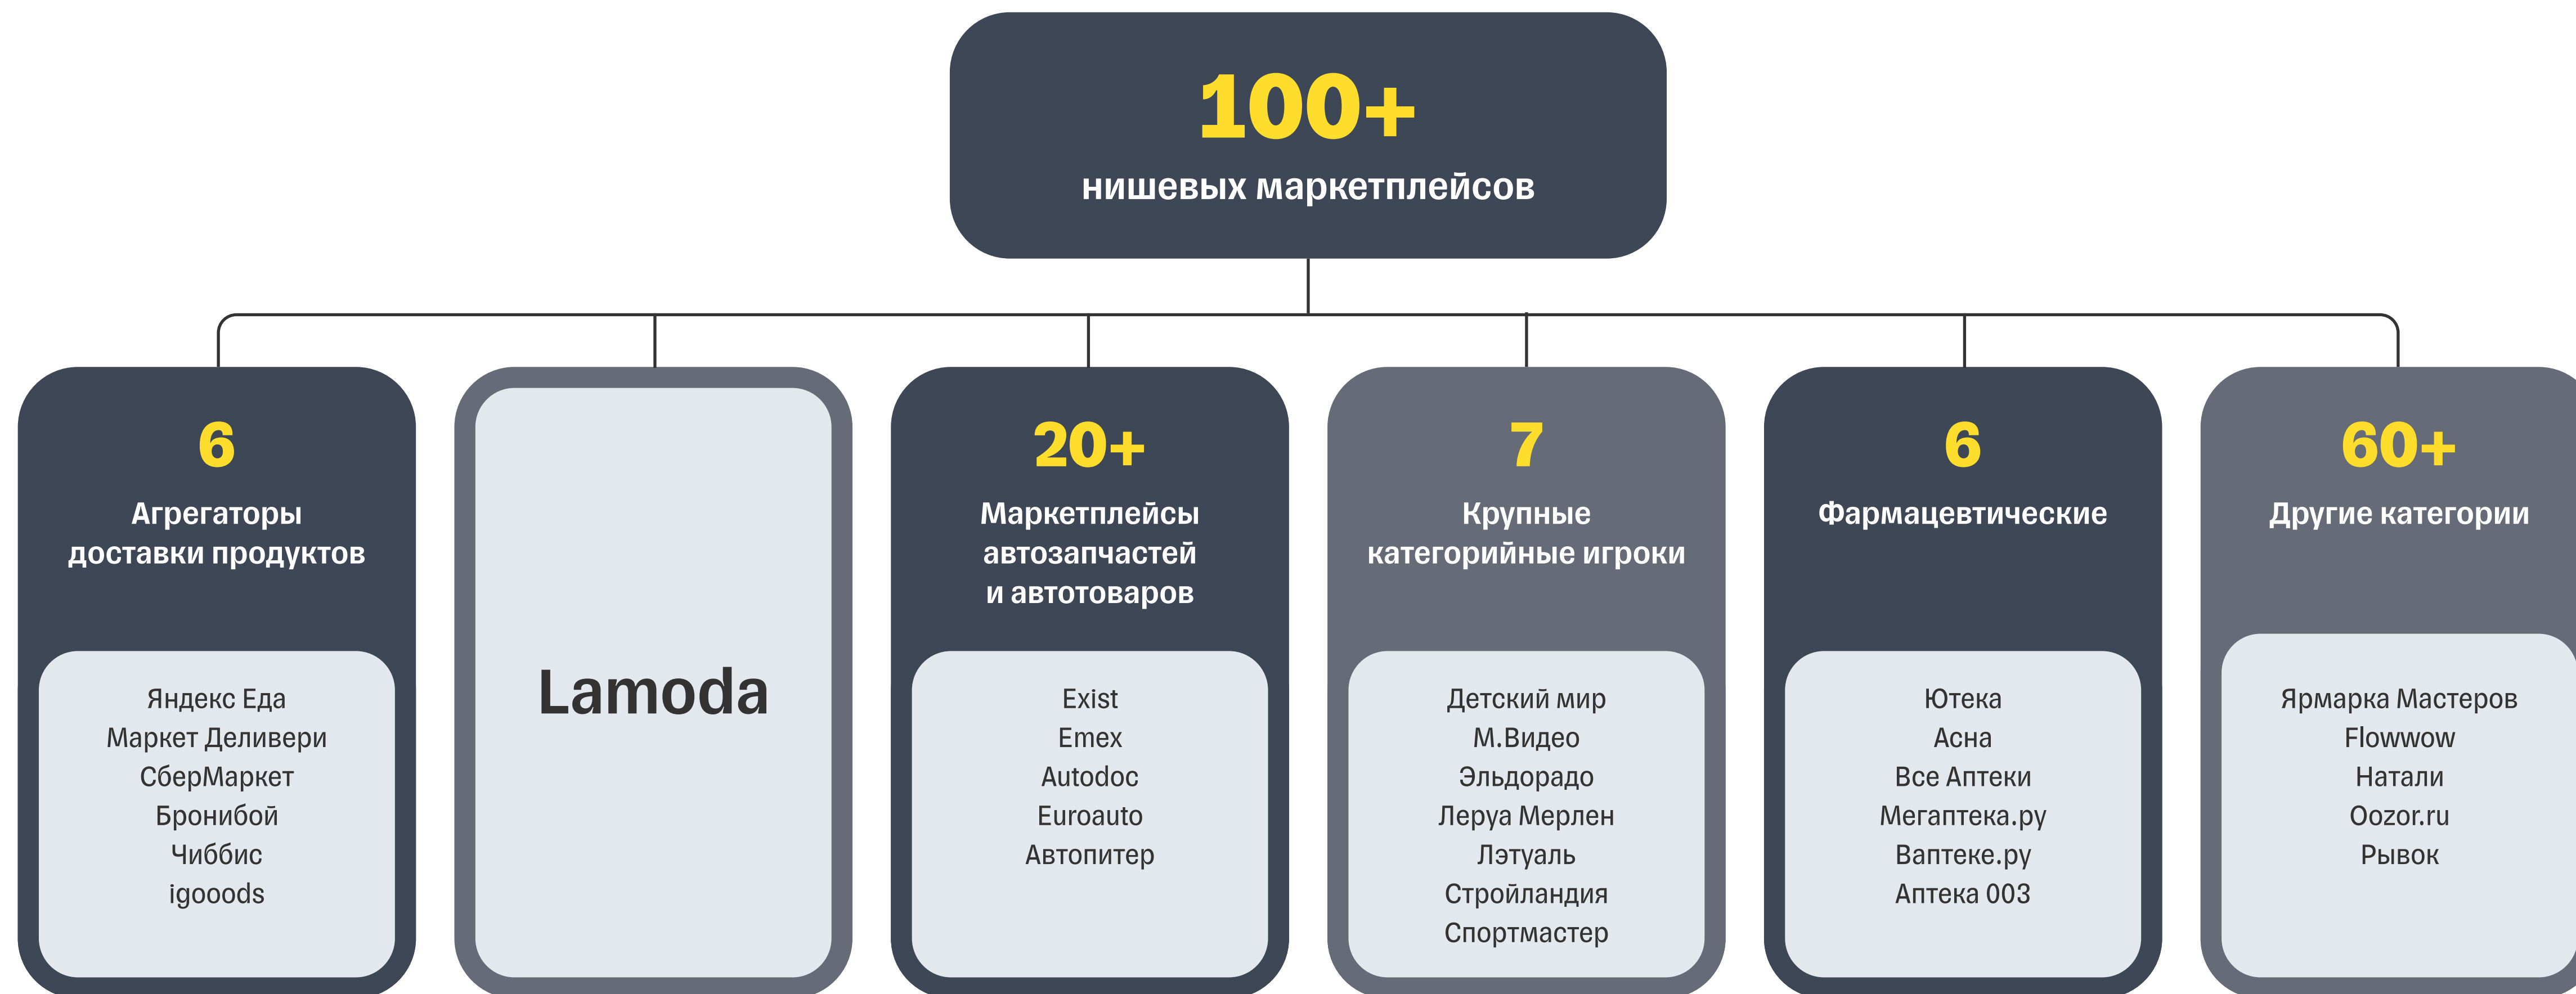 100+
нишевых маркетплейсов
6
Агрегаторы
доставки продуктов
Яндекс Еда
Маркет Деливери
СберМаркет
Бронибой
Чиббис
igooods
Lamoda
20+
Маркетплейсы
автозапчастей
и автотоваров
Exist
Emex
Autodoc
Euroauto
Автопитер
7
Крупные
категорийные игроки
Детский мир
М.Видео
Эльдорадо
Леруа Мерлен
Лэтуаль
Стройландия
Спортмастер
6
Фармацевтические
Ютека
Асна
Все Аптеки
Мегаптека.ру
Ваптеке.ру
Аптека 003
60+
Другие категории
Ярмарка Мастеров
Flowwow
Натали
Oozor.ru
Рывок